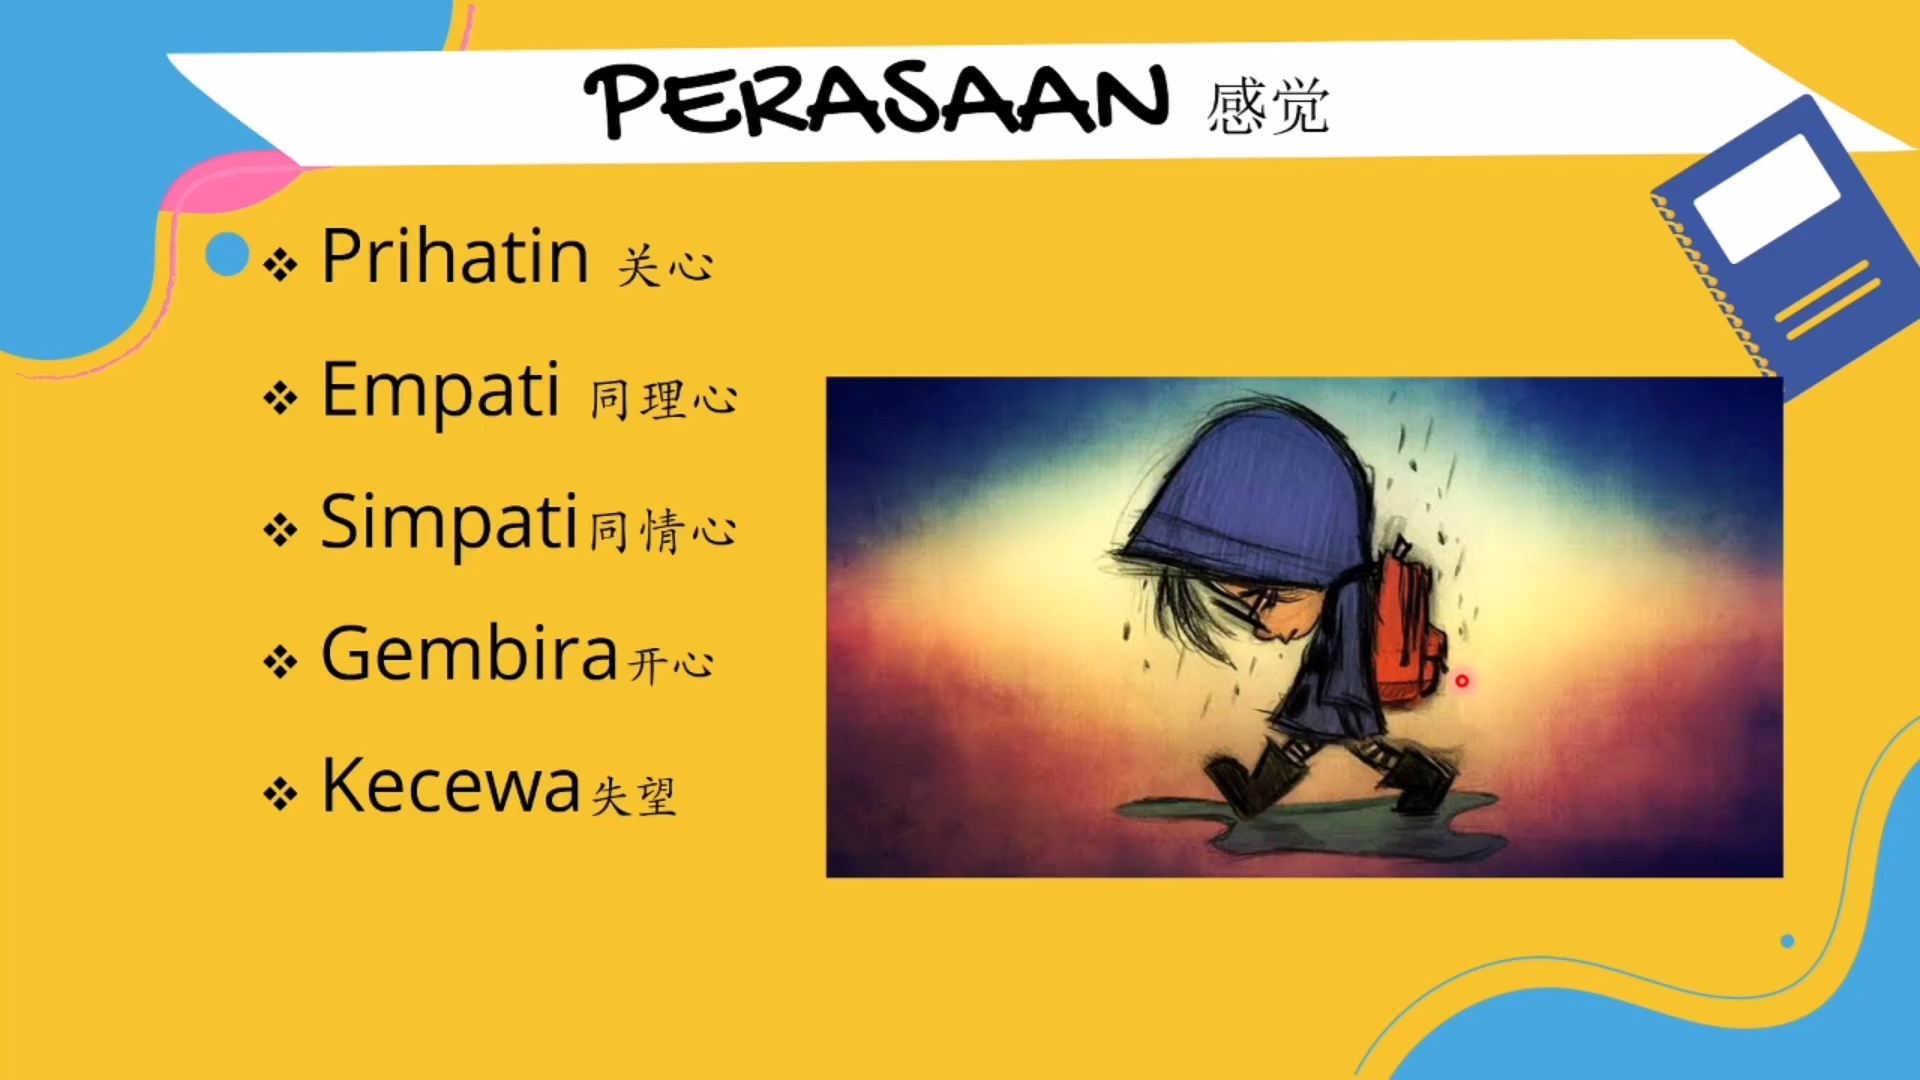 PERASAAN 感觉
❖ Prihatin 关心
❖ Empati 同理心
❖ Simpati同情心
❖ Gembira开心
❖ Kecewa失望